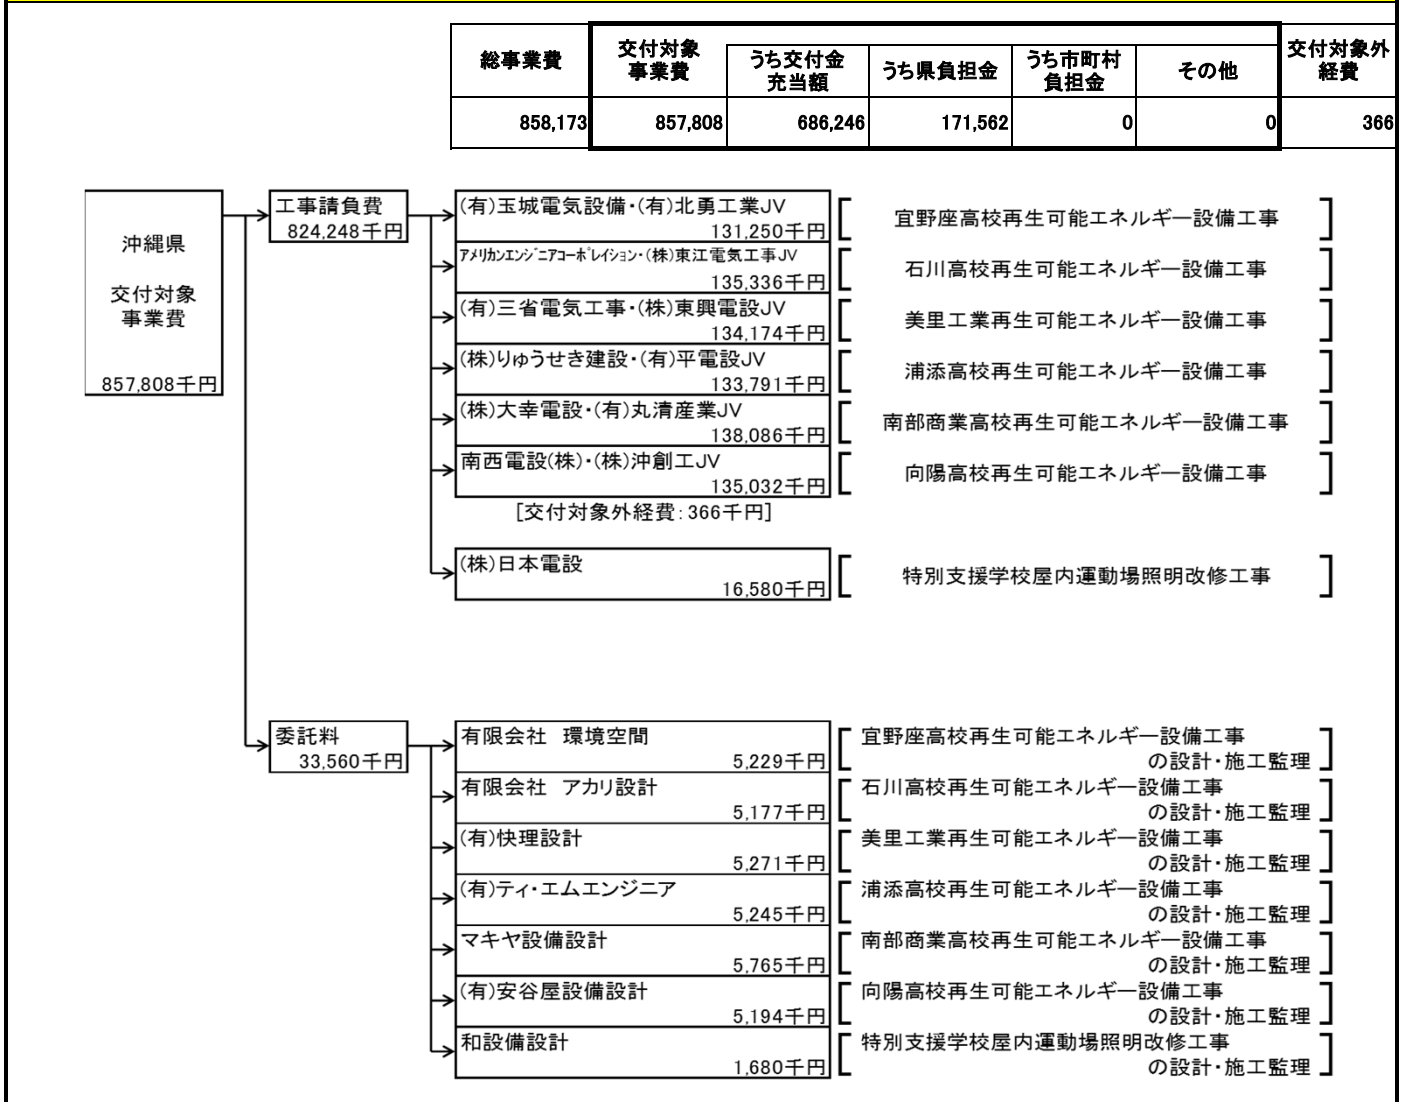 総事業費
交付対象
事業費
うち交付金
充当額
うち県負担金
うち市町村
負担金
その他
交付対象外
経費
858,173
857,808
686,246
171,562
0
0
366
沖縄県
交付対象
事業費
857,808千円
工事請負費
824,248千円
(有)玉城電気設備・(有)北勇工業JV
131,250千円
宜野座高校再生可能エネルギー設備工事
アメリカンエンジニアコーポレイション・(株)東江電気工事JV
135,336千円
石川高校再生可能エネルギー設備工事
(有)三省電気工事・(株)東興電設JV
134,174千円
美里工業再生可能エネルギー設備工事
(株)りゅうせき建設・(有)平電設JV
133,791千円
浦添高校再生可能エネルギー設備工事
(株)大幸電設・(有)丸清産業JV
138,086千円
南部商業高校再生可能エネルギー設備工事
南西電設(株)・(株)沖創工JV
135,032千円
向陽高校再生可能エネルギー設備工事
[交付対象外経費:366千円]
(株)日本電設
16,580千円
特別支援学校屋内運動場照明改修工事
委託料
33,560千円
有限会社　環境空間
5,229千円
宜野座高校再生可能エネルギー設備工事
の設計・施工監理
有限会社　アカリ設計
5,177千円
石川高校再生可能エネルギー設備工事
の設計・施工監理
(有)快理設計
5,271千円
美里工業再生可能エネルギー設備工事
の設計・施工監理
(有)ティ・エムエンジニア
5,245千円
浦添高校再生可能エネルギー設備工事
の設計・施工監理
マキヤ設備設計
5,765千円
南部商業高校再生可能エネルギー設備工事
の設計・施工監理
(有)安谷屋設備設計
5,194千円
向陽高校再生可能エネルギー設備工事
の設計・施工監理
和設備設計
1,680千円
特別支援学校屋内運動場照明改修工事
の設計・施工監理